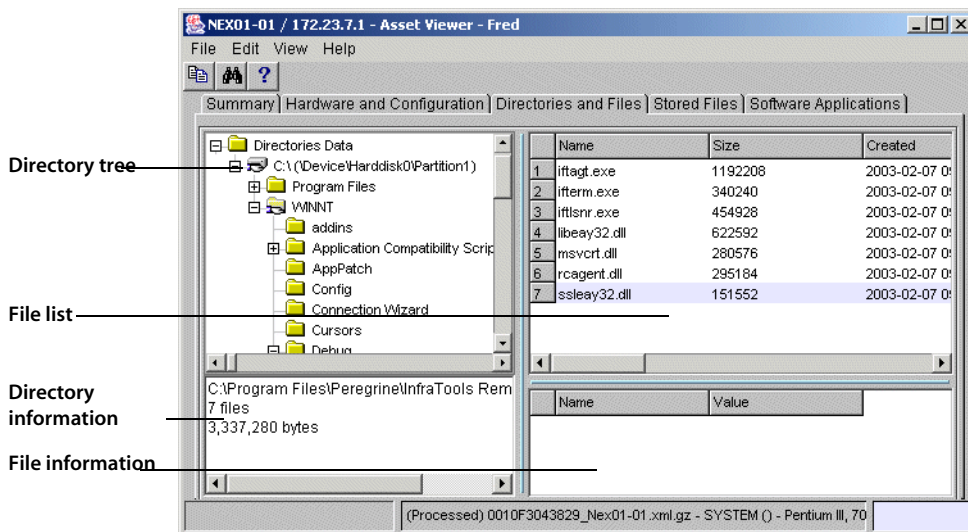 NEX01-01 / 172.23.7.1 - Asset Viewer - Fred
File Edit View Help
Summary Hardware and Configuration Directories and Files Stored Files Software Applications
Directory tree
Directories Data
C:\ (\Device\Harddisk0\Partition1)
Program Files
WINNT
addins
Application Compatibility Scrip
AppPatch
Config
Connection Wizard
Cursors
Debug
Name Size Created
1 iftagt.exe 1192208 2003-02-07
2 ifterm.exe 340240 2003-02-07
3 iftlsnr.exe 454928 2003-02-07
4 libeay32.dll 622592 2003-02-07
5 msvcrt.dll 280576 2003-02-07
6 rcagent.dll 295184 2003-02-07
7 ssleay32.dll 151552 2003-02-07
File list
Directory
information
C:\Program Files\Peregrine\InfraTools Rem
7 files
3,337,280 bytes
File information
Name Value
(Processed) 0010F3043829_Nex01-01.xml.gz - SYSTEM () - Pentium III, 70